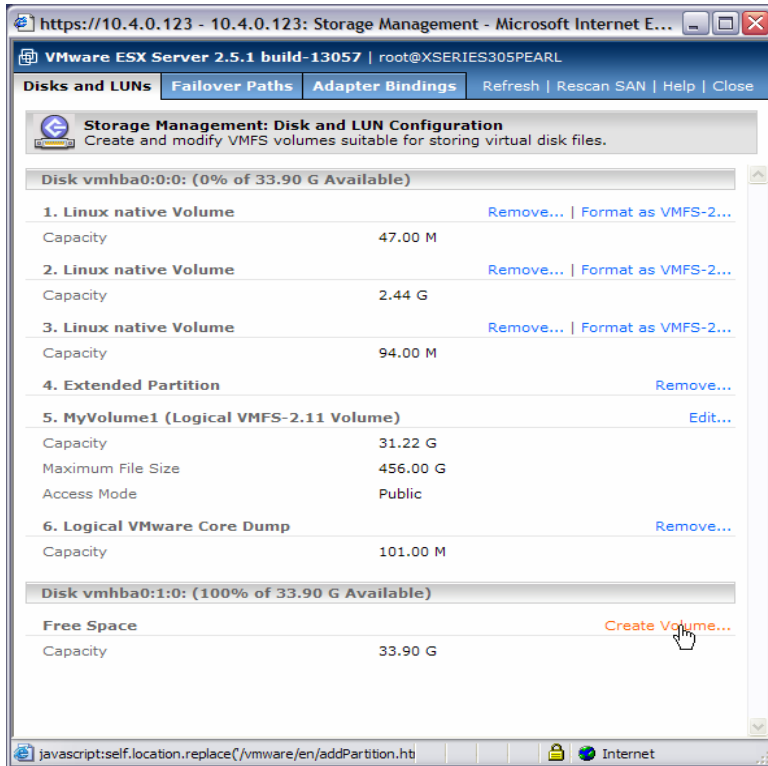 https://10.4.0.123 - 10.4.0.123: Storage Management - Microsoft Internet E...
VMware ESX Server 2.5.1 build-13057 | root@XSERIES305PEARL
Disks and LUNs Failover Paths Adapter Bindings Refresh | Rescan SAN | Help | Close
Storage Management: Disk and LUN Configuration
Create and modify VMFS volumes suitable for storing virtual disk files.
Disk vmhba0:0:0: (0% of 33.90 G Available)
1. Linux native Volume Remove... | Format as VMFS-2...
Capacity 47.00 M
2. Linux native Volume Remove... | Format as VMFS-2...
Capacity 2.44 G
3. Linux native Volume Remove... | Format as VMFS-2...
Capacity 94.00 M
4. Extended Partition Remove...
5. MyVolume1 (Logical VMFS-2.11 Volume) Edit...
Capacity 31.22 G
Maximum File Size 456.00 G
Access Mode Public
6. Logical VMware Core Dump Remove...
Capacity 101.00 M
Disk vmhba0:1:0: (100% of 33.90 G Available)
Free Space Create Volume...
Capacity 33.90 G
javascript:self.location.replace('/vmware/en/addPartition.ht Internet